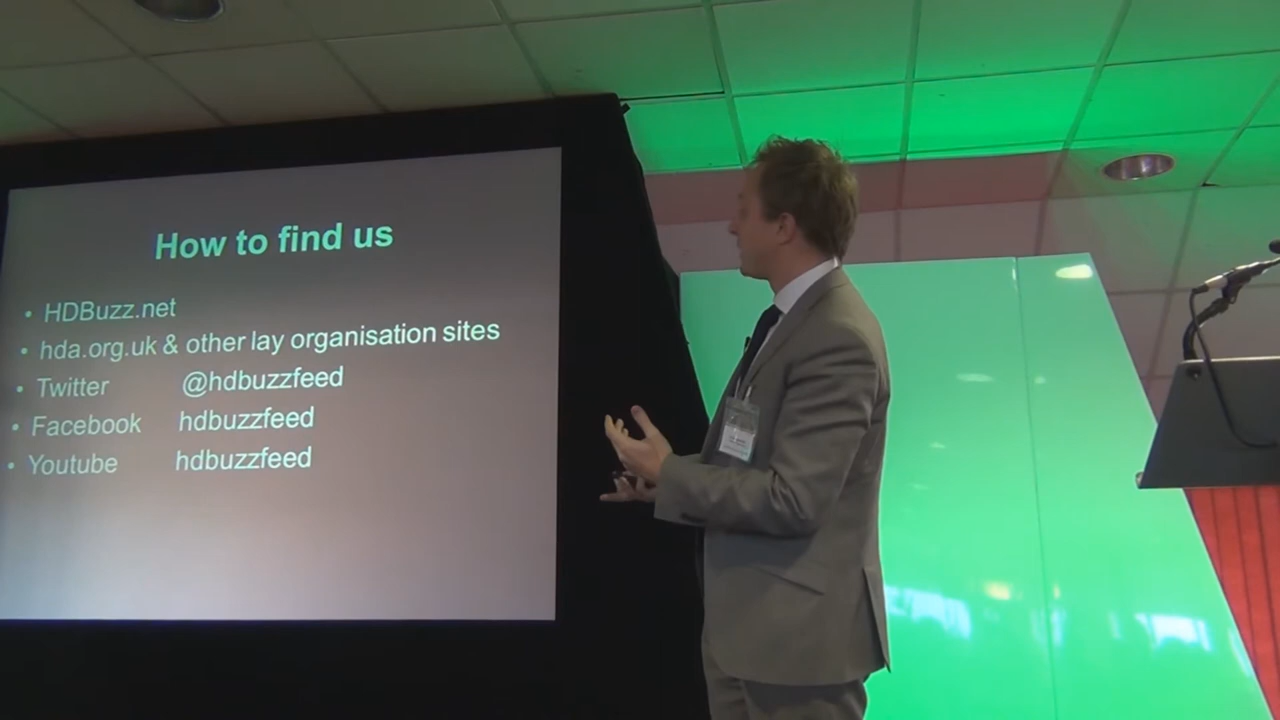 How to find us
• HDBuzz.net
• hda.org.uk & other lay organisation sites
• Twitter @hdbuzzfeed
• Facebook hdbuzzfeed
• Youtube hdbuzzfeed